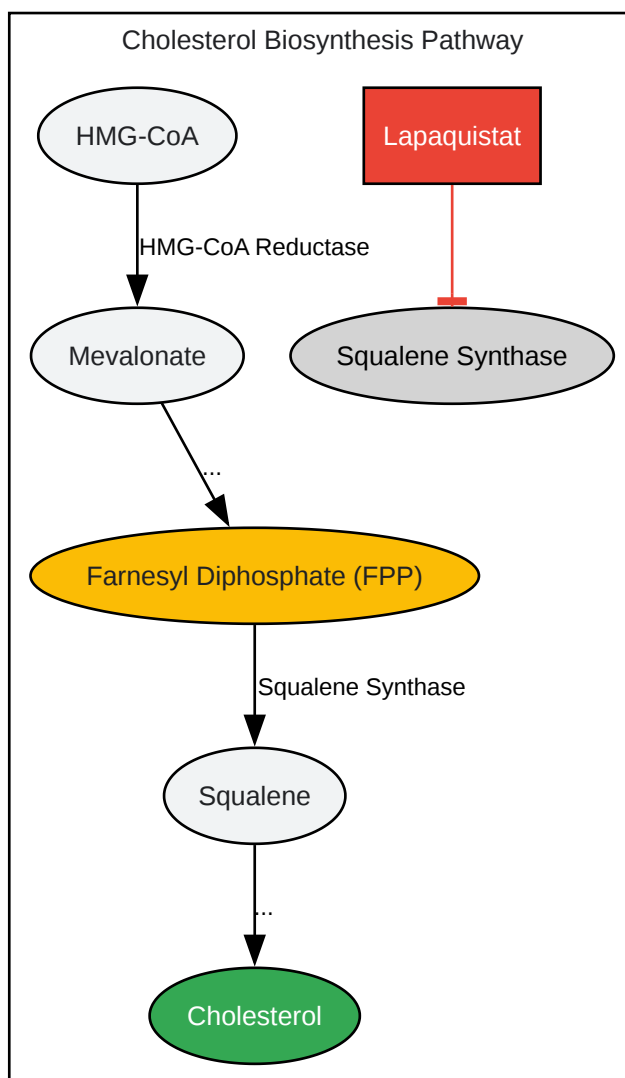 Cholesterol Biosynthesis Pathway
HMG-CoA
Lapaquistat
HMG-CoA Reductase
Mevalonate
Squalene Synthase
...
Farnesyl Diphosphate (FPP)
Squalene Synthase
Squalene
...
Cholesterol